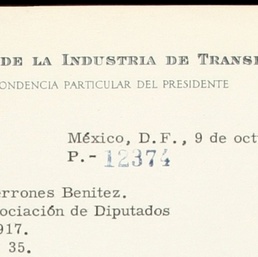 DE LA INDUSTRIA DE TRANS
ONDENCIA PARTICULAR DEL PRESIDENTE
México, D.F., 9 de oct
P.- 12374
errones Benitez.
ociación de Diputados
917.
35.